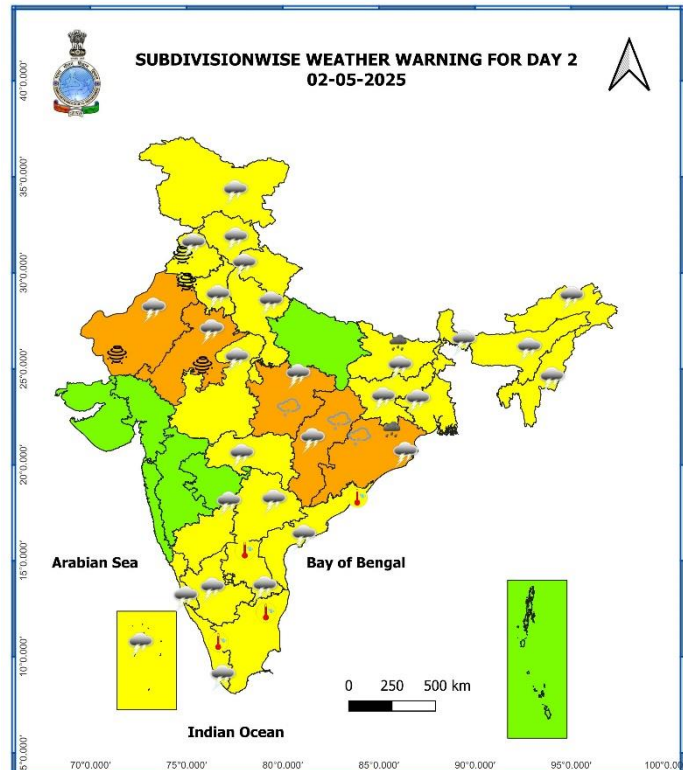 SUBDIVISIONWISE WEATHER WARNING FOR DAY 2
02-05-2025
40°0.000'
35°0.000'
30°0.000'
25°0.000'
20°0.000'
15°0.000'
10°0.000'
5°0.000'
Arabian Sea
Bay of Bengal
0 250 500 km
Indian Ocean
70°0.000' 75°0.000' 80°0.000' 85°0.000' 90°0.000' 95°0.000' 100°0.000'